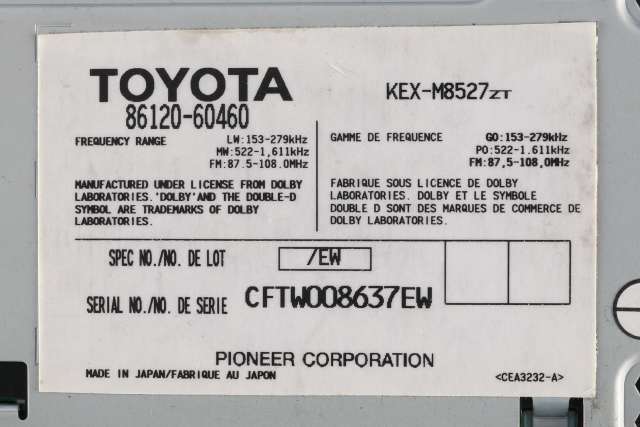 TOYOTA
86120-60460
KEX-M8527ZT
FREQUENCY RANGE
LW:153-279kHz
MW:522-1,611kHz
FM:87.5-108.0MHz
GAMME DE FREQUENCE
GO:153-279kHz
PO:522-1.611kHz
FM:87,5-108,0MHz
MANUFACTURED UNDER LICENSE FROM DOLBY
LABORATORIES.'DOLBY'AND THE DOUBLE-D
SYMBOL ARE TRADEMARKS OF DOLBY
LABORATORIES.
FABRIQUE SOUS LICENCE DE DOLBY
LABORATORIES. DOLBY ET LE SYMBOLE
DOUBLE D SONT DES MARQUES DE COMMERCE DE
DOLBY LABORATORIES.
SPEC NO./NO. DE LOT /EW
SERIAL NO./NO. DE SERIE CFTW008637EW
PIONEER CORPORATION
MADE IN JAPAN/FABRIQUE AU JAPON
<CEA3232-A>